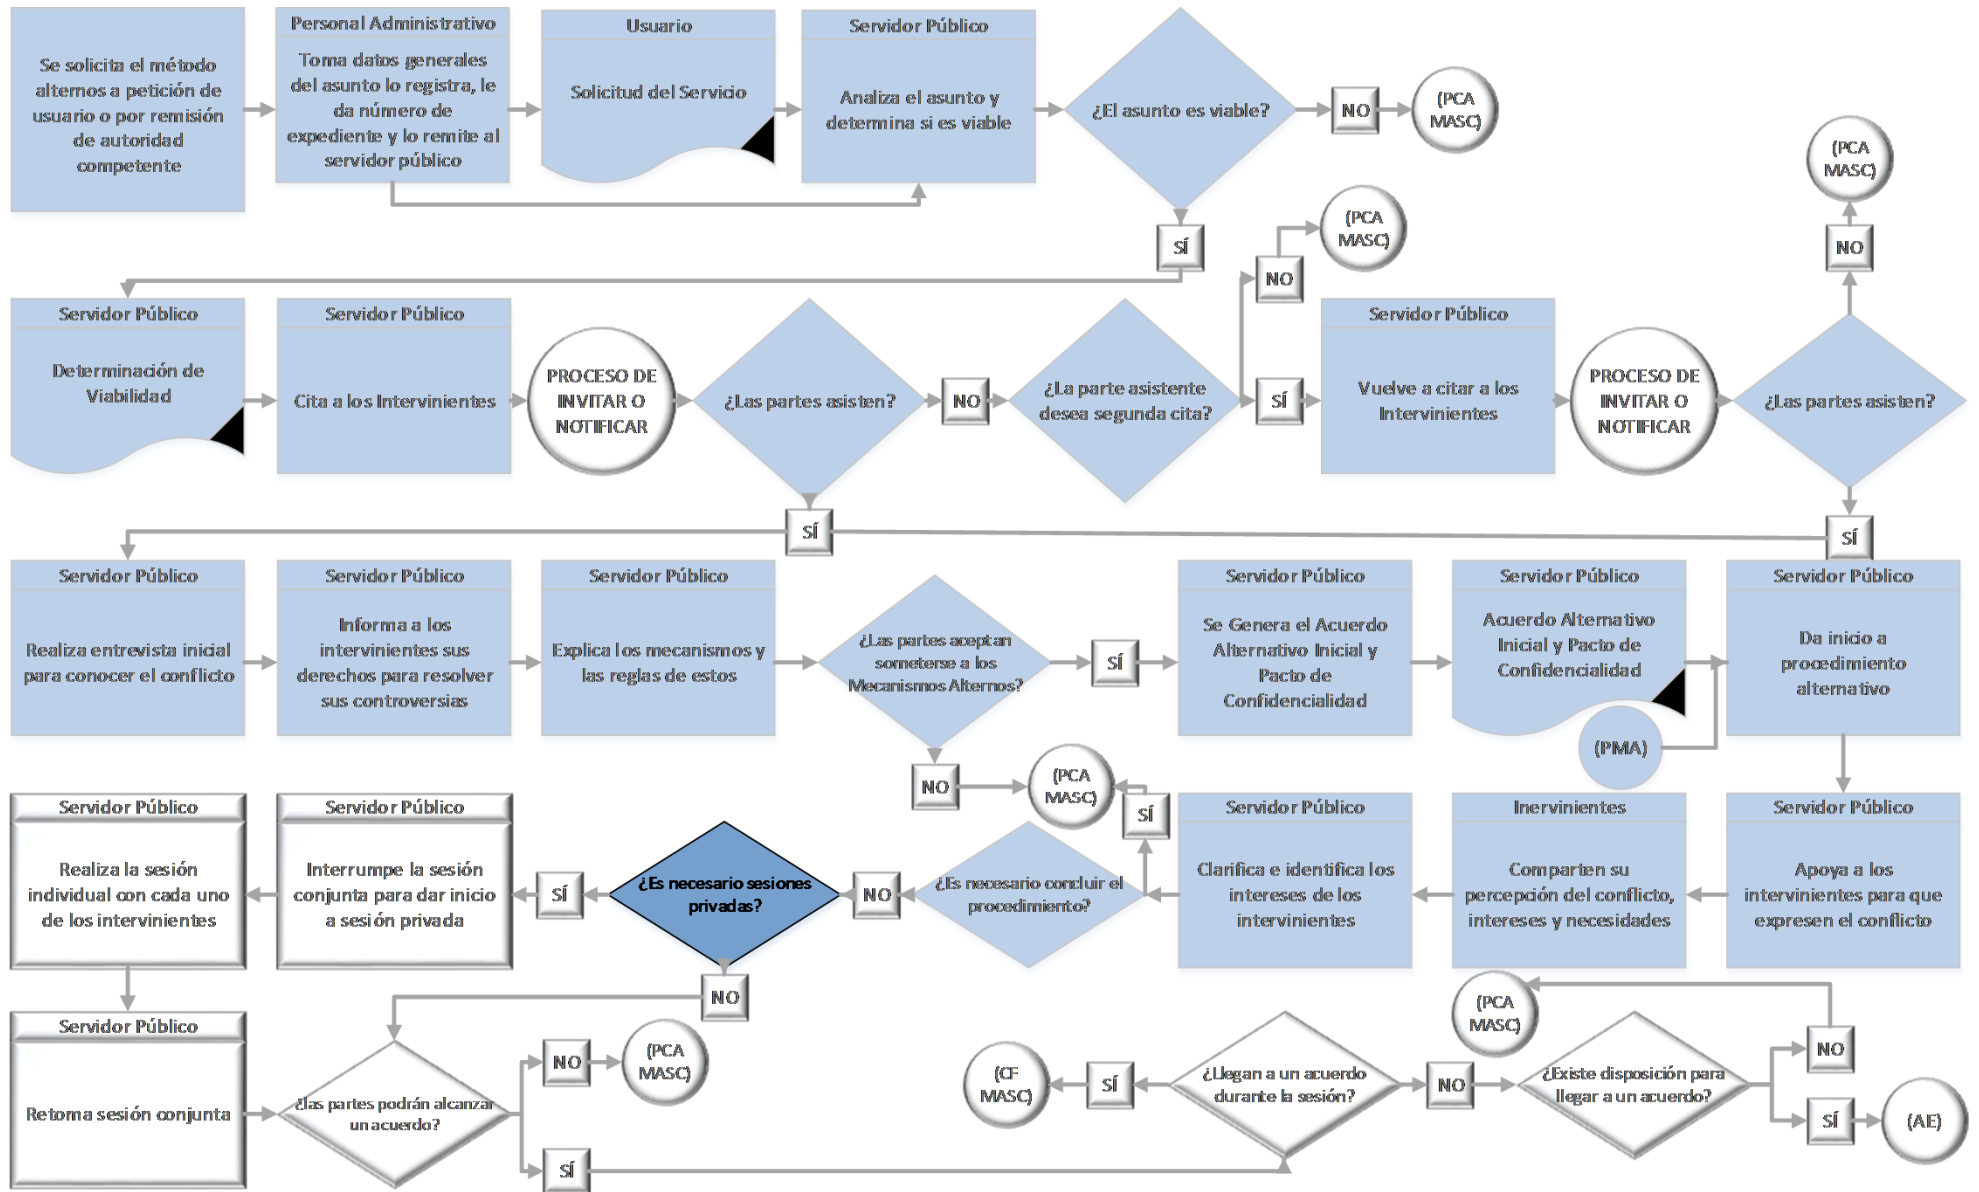 Se solicita el método
alternos a petición de
usuario o por remisión
de autoridad
competente
Personal Administrativo
Toma datos generales
del asunto lo registra, le
da número de
expediente y lo remite al
servidor público
Usuario
Solicitud del Servicio
Servidor Público
Analiza el asunto y
determina si es viable
¿El asunto es viable?
NO
(PCA
MASC)
SÍ
Servidor Público
Determinación de
Viabilidad
Servidor Público
Cita a los Intervinientes
PROCESO DE
INVITAR O
NOTIFICAR
¿Las partes asisten?
NO
¿La parte asistente
desea segunda cita?
NO
(PCA
MASC)
SÍ
Servidor Público
Vuelve a citar a los
Intervinientes
PROCESO DE
INVITAR O
NOTIFICAR
¿Las partes asisten?
NO
(PCA
MASC)
SÍ
SÍ
Servidor Público
Realiza entrevista inicial
para conocer el conflicto
Servidor Público
Informa a los
intervinientes sus
derechos para resolver
sus controversias
Servidor Público
Explica los mecanismos y
las reglas de estos
¿Las partes aceptan
someterse a los
Mecanismos Alternos?
SÍ
NO
(PCA
MASC)
Servidor Público
Se Genera el Acuerdo
Alternativo Inicial y
Pacto de
Confidencialidad
Servidor Público
Acuerdo Alternativo
Inicial y Pacto de
Confidencialidad
(PMA)
Servidor Público
Da inicio a
procedimiento
alternativo
Servidor Público
Apoya a los
intervinientes para que
expresen el conflicto
Inervinientes
Comparten su
percepción del conflicto,
intereses y necesidades
Servidor Público
Clarifica e identifica los
intereses de los
intervinientes
SÍ
¿Es necesario concluir el
procedimiento?
NO
¿Es necesario sesiones
privadas?
SÍ
Servidor Público
Interrumpe la sesión
conjunta para dar inicio
a sesión privada
Servidor Público
Realiza la sesión
individual con cada uno
de los intervinientes
NO
Servidor Público
Retoma sesión conjunta
¿las partes podrán alcanzar
un acuerdo?
NO
(PCA
MASC)
SÍ
¿Llegan a un acuerdo
durante la sesión?
SÍ
(CF
MASC)
NO
¿Existe disposición para
llegar a un acuerdo?
NO
(PCA
MASC)
SÍ
(AE)